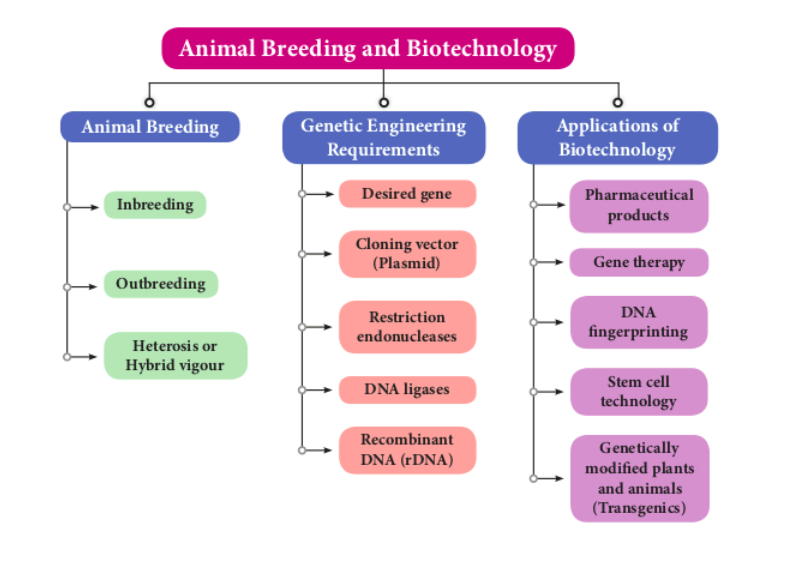 Animal Breeding and Biotechnology
Animal Breeding
Inbreeding
Outbreeding
Heterosis or
Hybrid vigour
Genetic Engineering
Requirements
Desired gene
Cloning vector
(Plasmid)
Restriction
endonucleases
DNA ligases
Recombinant
DNA (rDNA)
Applications of
Biotechnology
Pharmaceutical
products
Gene therapy
DNA
fingerprinting
Stem cell
technology
Genetically
modified plants
and animals
(Transgenics)